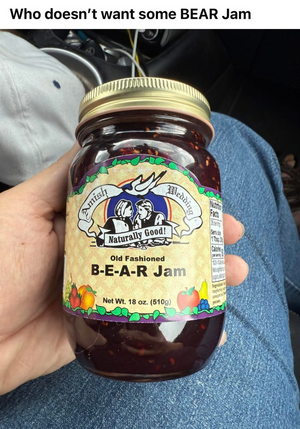 Who doesn't want some BEAR Jam
Amish Wedding
Naturally Good!
Old Fashioned
B-E-A-R Jam
Net Wt. 18 oz. (510g)